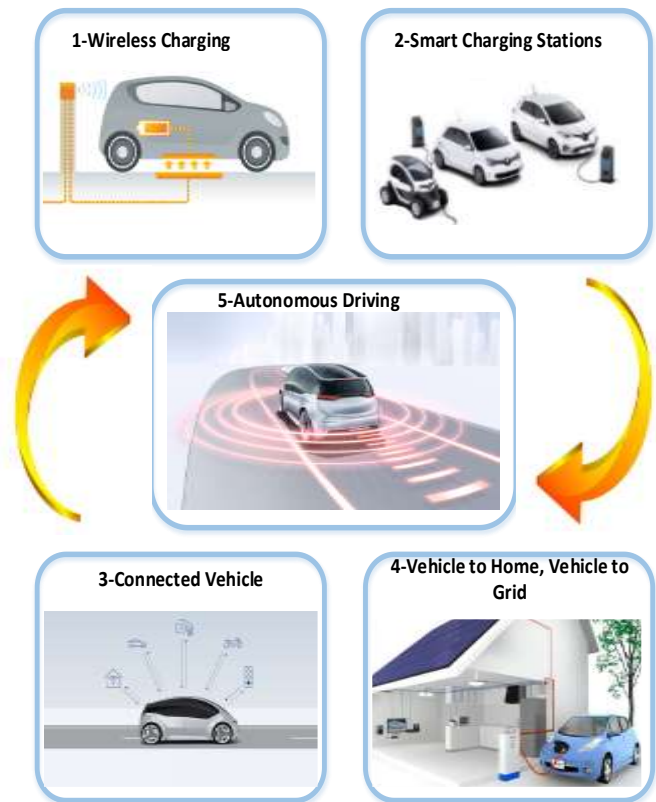 1-Wireless Charging
2-Smart Charging Stations
5-Autonomous Driving
3-Connected Vehicle
4-Vehicle to Home, Vehicle to
Grid